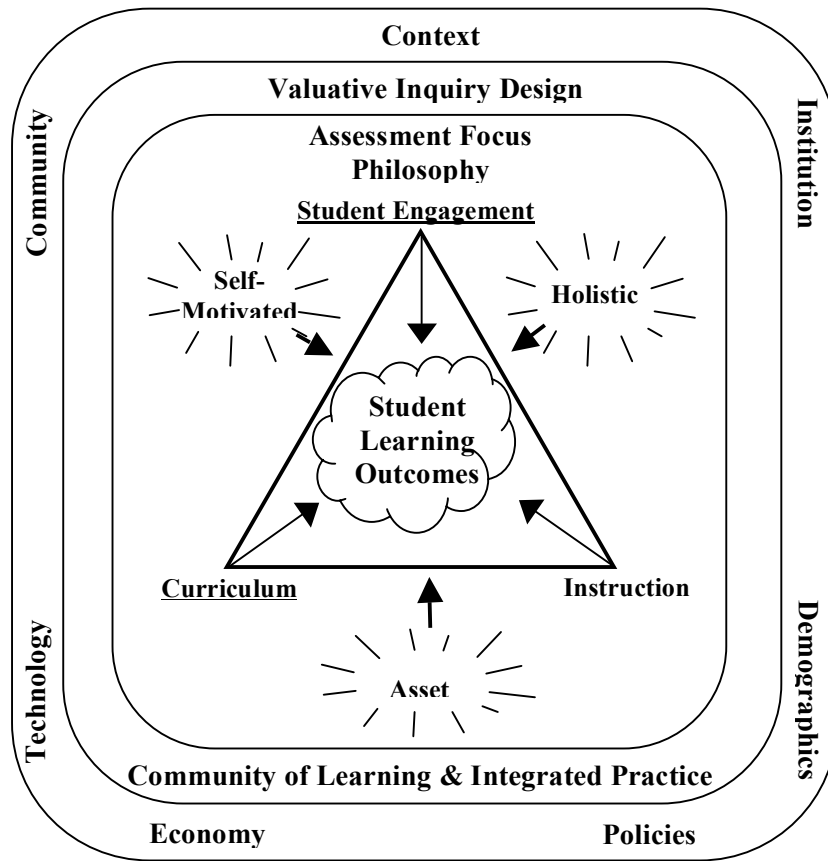 Context
Valuative Inquiry Design
Assessment Focus
Philosophy
Student Engagement
Community
Institution
Self-
Motivated
Holistic
Student
Learning
Outcomes
Curriculum
Instruction
Asset
Technology
Demographics
Community of Learning & Integrated Practice
Economy
Policies